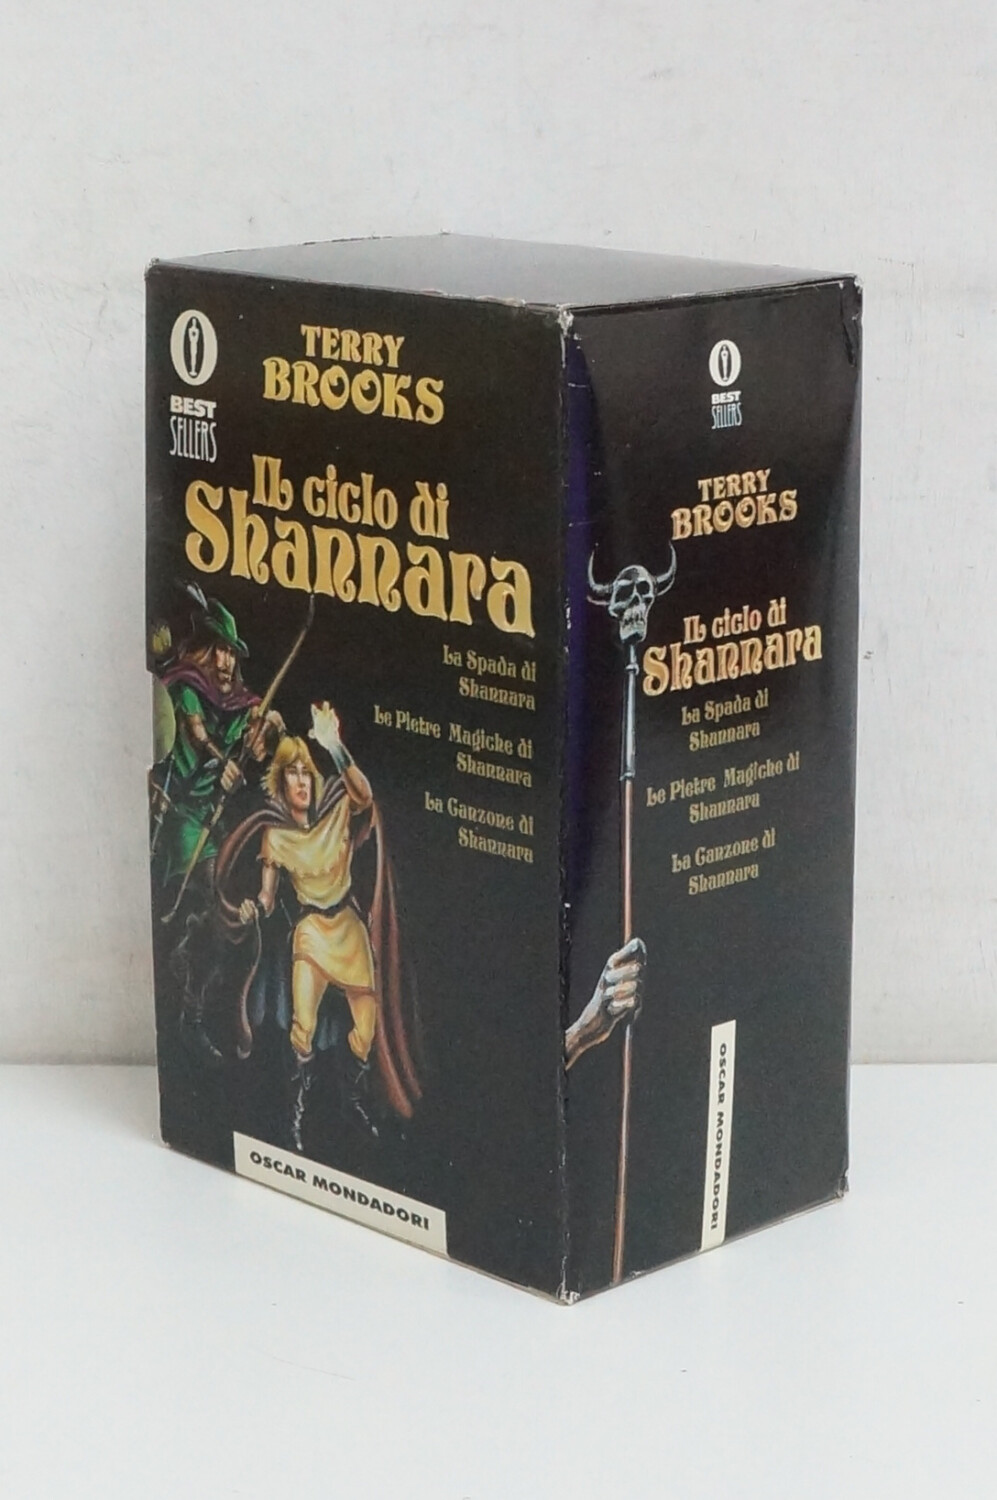 BEST
SELLERS
TERRY
BROOKS
Il ciclo di
Shannara
La Spada di
Shannara
Le Pietre Magiche di
Shannara
La Canzone di
Shannara
OSCAR MONDADORI
BEST
SELLERS
TERRY
BROOKS
Il ciclo di
Shannara
La Spada di
Shannara
Le Pietre Magiche di
Shannara
La Canzone di
Shannara
OSCAR MONDADORI